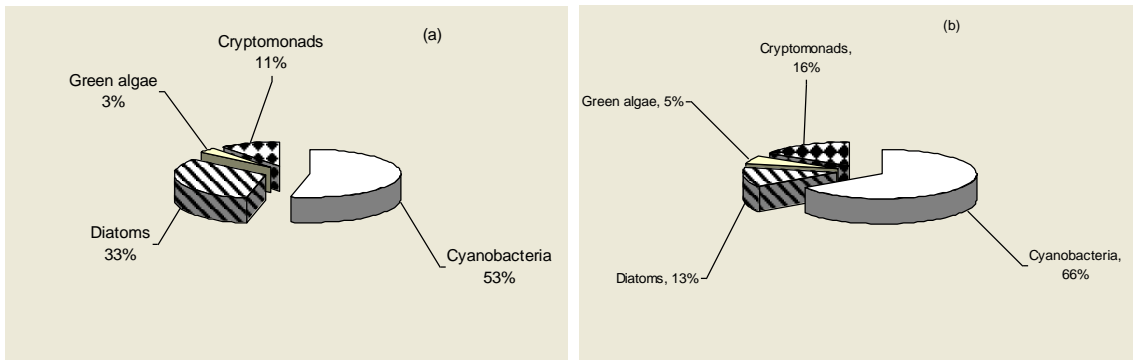 (a)
Cryptomonads
11%
Green algae
3%
Diatoms
33%
Cyanobacteria
53%
(b)
Cryptomonads,
16%
Green algae, 5%
Diatoms, 13%
Cyanobacteria,
66%